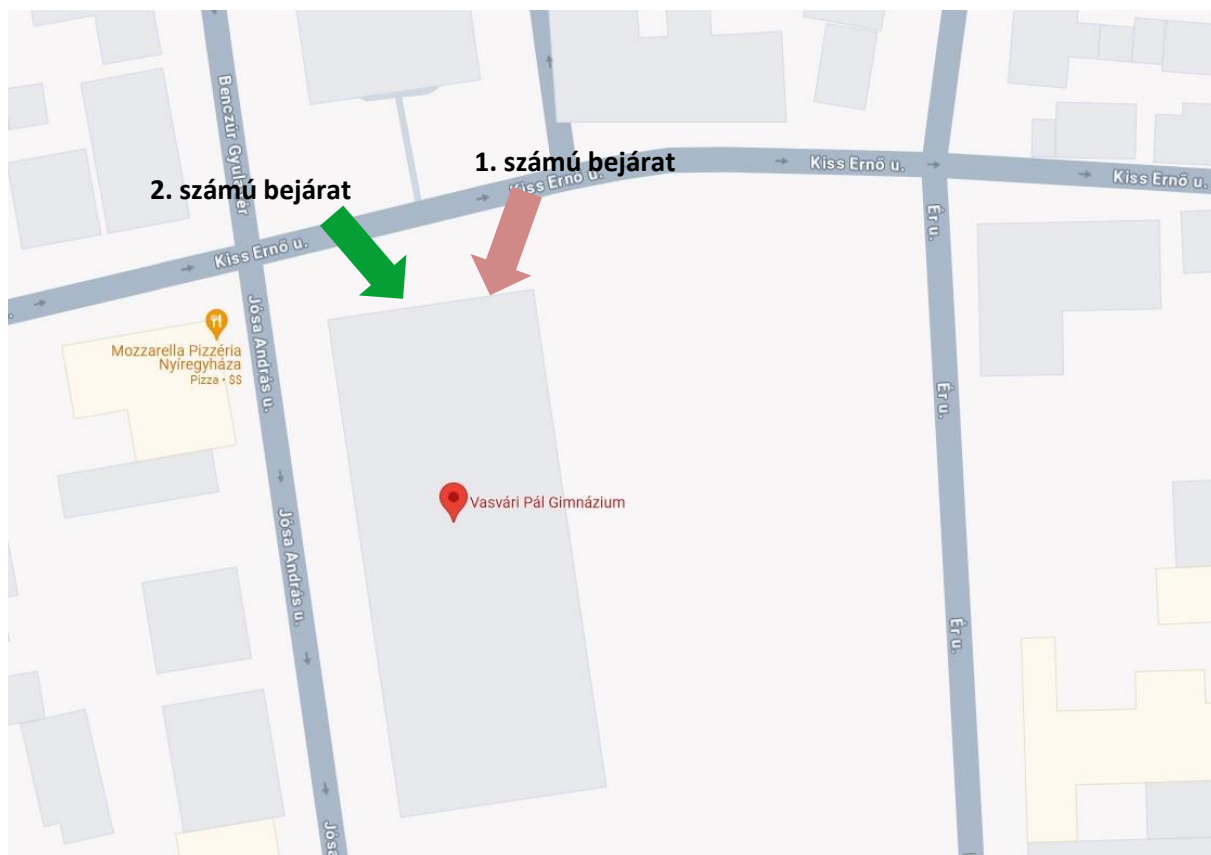 Benczúr Gyula tér
1. számú bejárat
2. számú bejárat
Kiss Ernő u.
Kiss Ernő u.
Kiss Ernő u.
Kiss Ernő u.
Ér u.
Jósa András u.
Mozzarella Pizzéria
Nyíregyháza
Pizza · $$
Ér u.
Vasvári Pál Gimnázium
Jósa András u.
Ér u.
Jósa